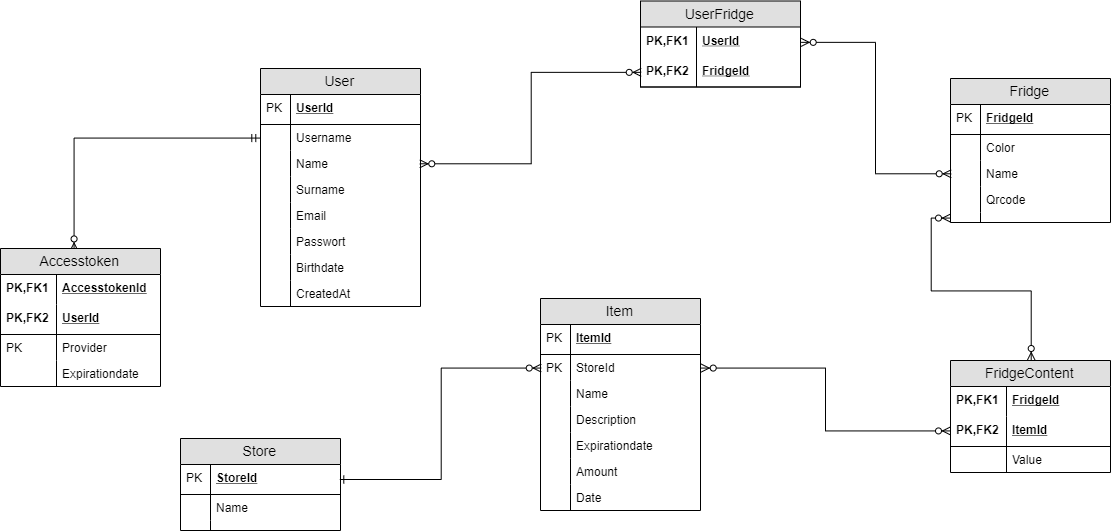 UserFridge
PK,FK1 UserId
PK,FK2 FridgeId
User
PK UserId
Username
Name
Surname
Email
Passwort
Birthdate
CreatedAt
Fridge
PK FridgeId
Color
Name
Qrcode
Accesstoken
PK,FK1 AccesstokenId
PK,FK2 UserId
PK Provider
Expirationdate
Item
PK ItemId
PK StoreId
Name
Description
Expirationdate
Amount
Date
FridgeContent
PK,FK1 FridgeId
PK,FK2 ItemId
Value
Store
PK StoreId
Name